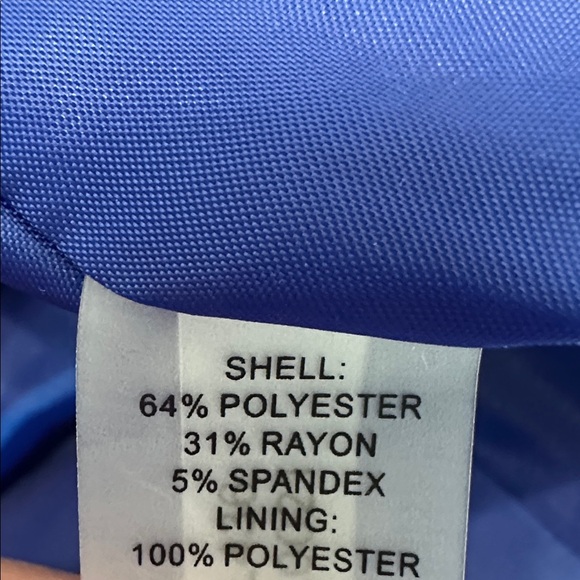 SHELL:
64% POLYESTER
31% RAYON
5% SPANDEX
LINING:
100% POLYESTER